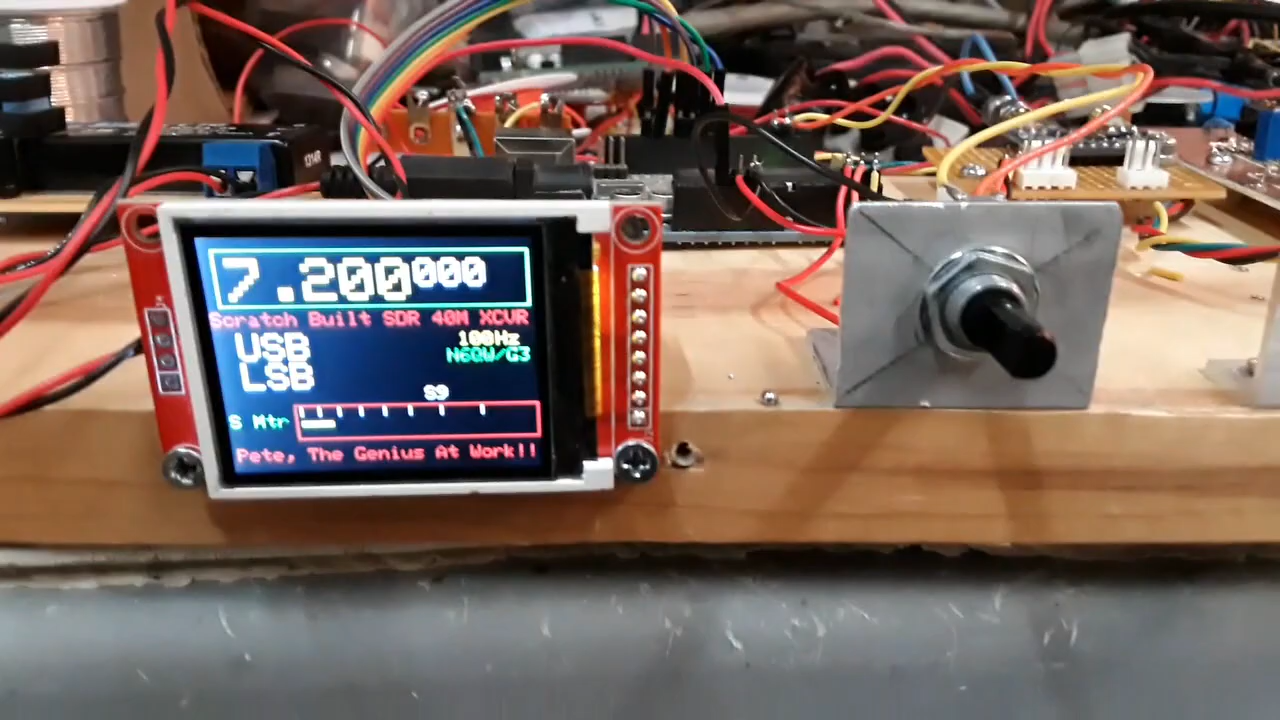 7.200000
Scratch Built SDR 40M XCVR
USB
100Hz
N6QW/G3
LSB
S9
S Mtr
Pete, The Genius At Work!!